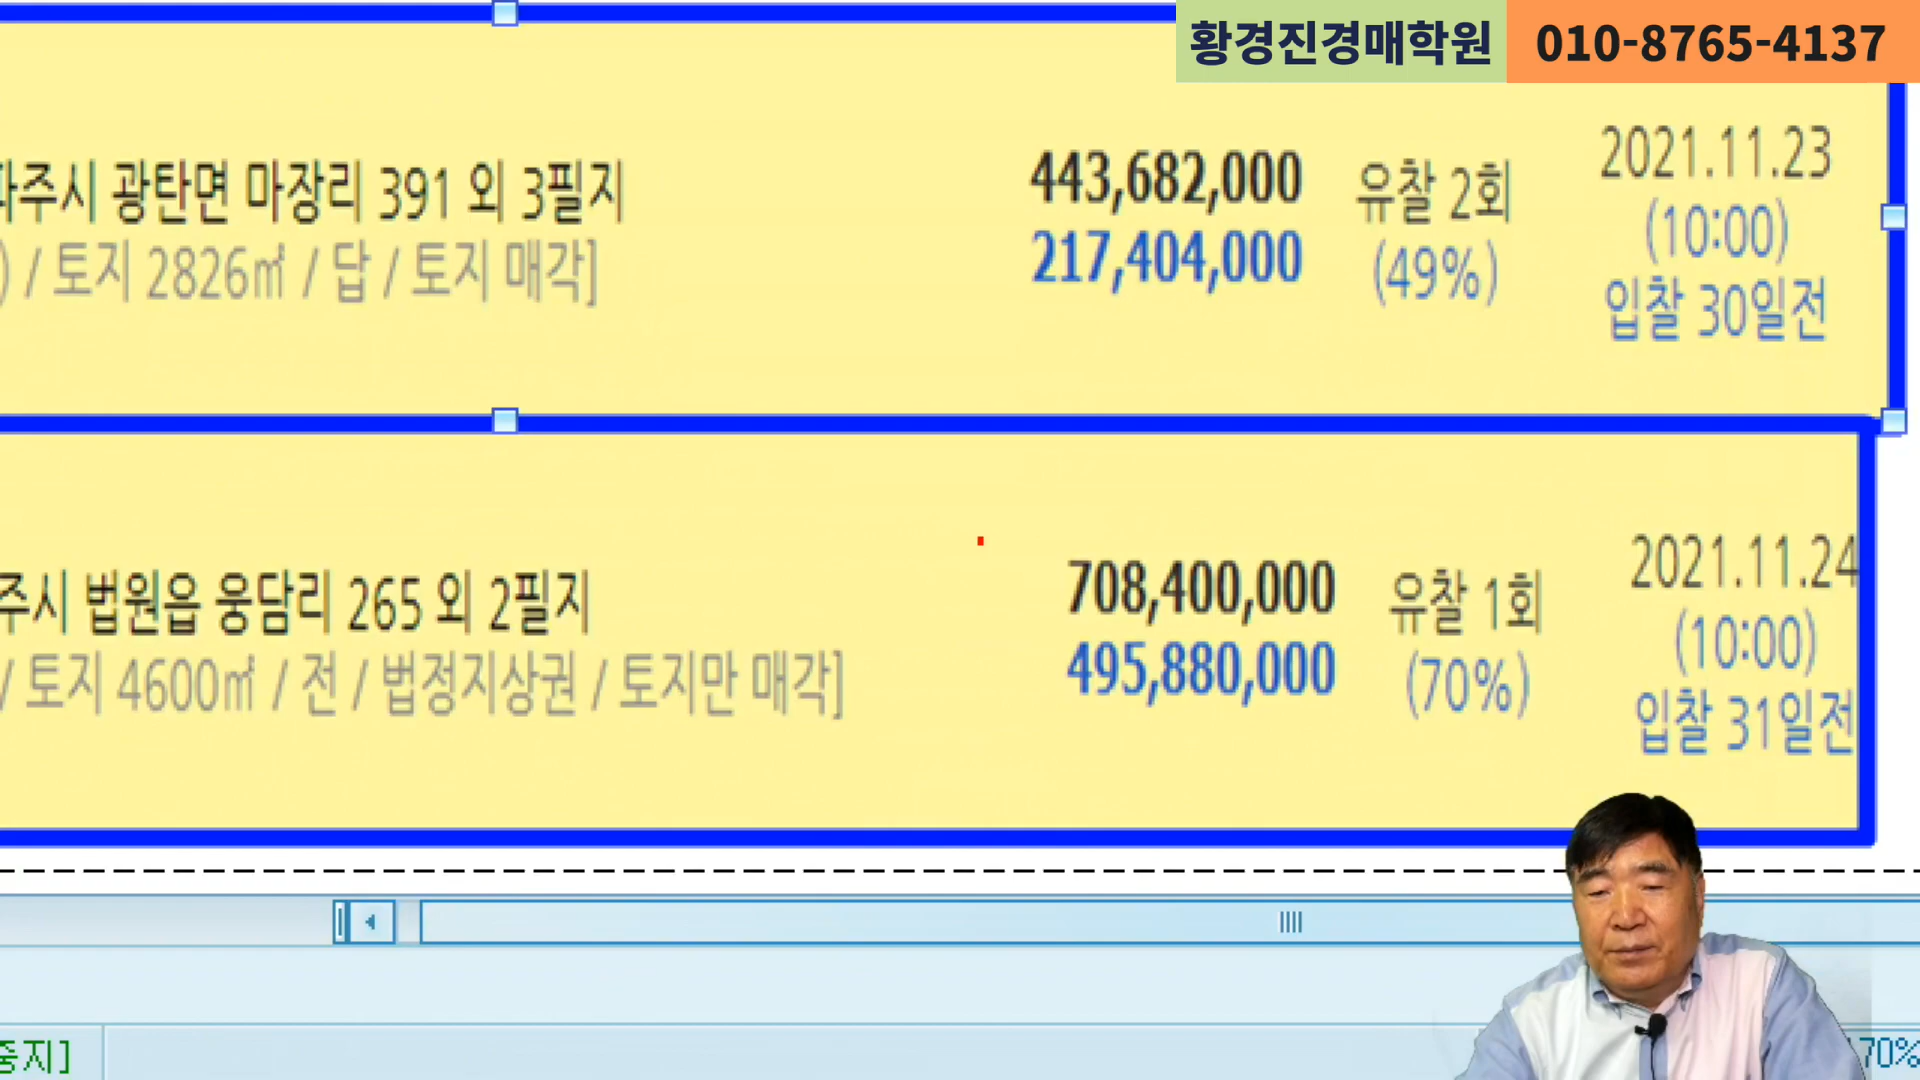 황경진경매학원 010-8765-4137
파주시 광탄면 마장리 391 외 3필지
) / 토지 2826㎡ / 답 / 토지 매각]
443,682,000
217,404,000
유찰 2회
(49%)
2021.11.23
(10:00)
입찰 30일전
주시 법원읍 웅담리 265 외 2필지
/ 토지 4600㎡ / 전 / 법정지상권 / 토지만 매각]
708,400,000
495,880,000
유찰 1회
(70%)
2021.11.24
(10:00)
입찰 31일전
중지]
70%